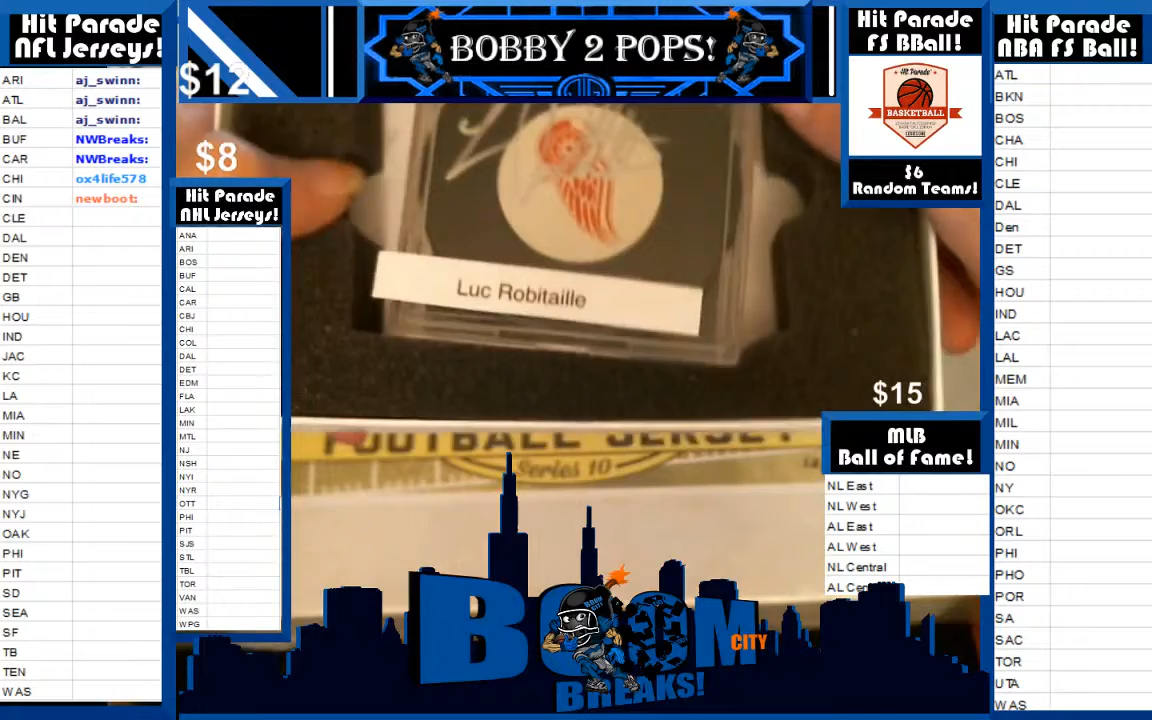 Hit Parade
NFL Jerseys!
ARI aj_swinn:
ATL aj_swinn:
BAL aj_swinn:
BUF NWBreaks:
CAR NWBreaks:
CHI ox4life578
CIN newboot:
CLE
DAL
DEN
DET
GB
HOU
IND
JAC
KC
LA
MIA
MIN
NE
NO
NYG
NYJ
OAK
PHI
PIT
SD
SEA
SF
TB
TEN
WAS
$12
BOBBY 2 POPS!
$8
Hit Parade
NHL Jerseys!
ANA
ARI
BOS
BUF
CAL
CAR
CBJ
CHI
COL
DAL
DET
EDM
FLA
LAK
MIN
MTL
NJ
NSH
NYI
NYR
OTT
PHI
PIT
SJS
STL
TBL
TOR
VAN
WAS
WPG
Luc Robitaille
FOOTBALL JERSEY
Series 10
BOOM
CITY
BREAKS!
Hit Parade
FS BBall!
Hit Parade
BASKETBALL
$6
Random Teams!
$15
MLB
Ball of Fame!
NL East
NL West
AL East
AL West
NL Central
Hit Parade
NBA FS Ball!
ATL
BKN
BOS
CHA
CHI
CLE
DAL
Den
DET
GS
HOU
IND
LAC
LAL
MEM
MIA
MIL
MIN
NO
NY
OKC
ORL
PHI
PHO
POR
SA
SAC
TOR
UTA
WAS